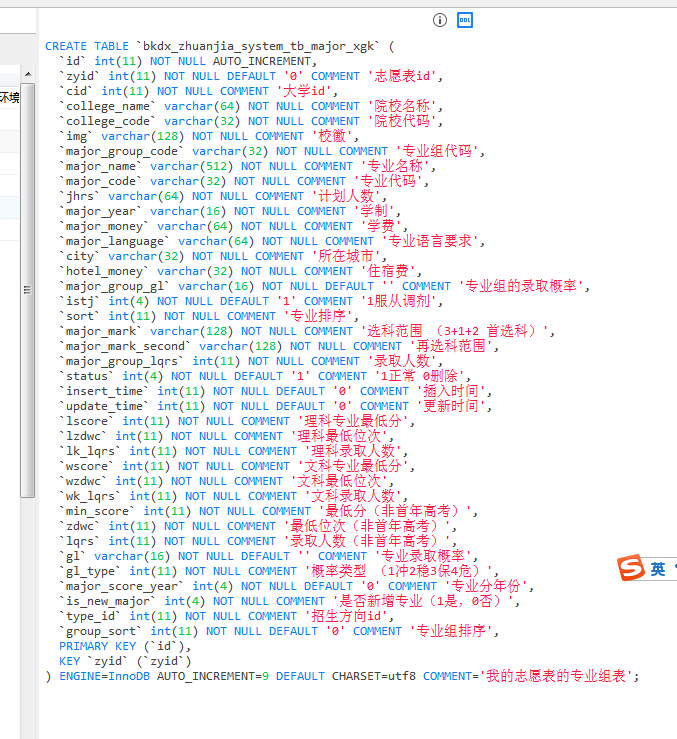 CREATE TABLE `bkdx_zhuanjia_system_tb_major_xgk` (
`id` int(11) NOT NULL AUTO_INCREMENT,
`zyid` int(11) NOT NULL DEFAULT '0' COMMENT '志愿表id',
`cid` int(11) NOT NULL COMMENT '大学id',
`college_name` varchar(64) NOT NULL COMMENT '院校名称',
`college_code` varchar(32) NOT NULL COMMENT '院校代码',
环境
`img` varchar(128) NOT NULL COMMENT '校徽',
`major_group_code` varchar(32) NOT NULL COMMENT '专业组代码',
`major_name` varchar(512) NOT NULL COMMENT '专业名称',
`major_code` varchar(32) NOT NULL COMMENT '专业代码',
`jhrs` varchar(64) NOT NULL COMMENT '计划人数',
`major_year` varchar(16) NOT NULL COMMENT '学制',
`major_money` varchar(64) NOT NULL COMMENT '学费',
`major_language` varchar(64) NOT NULL COMMENT '专业语言要求',
`city` varchar(32) NOT NULL COMMENT '所在城市',
`hotel_money` varchar(32) NOT NULL COMMENT '住宿费',
`major_group_gl` varchar(16) NOT NULL DEFAULT '' COMMENT '专业组的录取概率',
`istj` int(4) NOT NULL DEFAULT '1' COMMENT '1服从调剂',
`sort` int(11) NOT NULL COMMENT '专业排序',
`major_mark` varchar(128) NOT NULL COMMENT '选科范围 （3+1+2 首选科）',
`major_mark_second` varchar(128) NOT NULL COMMENT '再选科范围',
`major_group_lqrs` int(11) NOT NULL COMMENT '录取人数',
`status` int(4) NOT NULL DEFAULT '1' COMMENT '1正常 0删除',
`insert_time` int(11) NOT NULL DEFAULT '0' COMMENT '插入时间',
`update_time` int(11) NOT NULL DEFAULT '0' COMMENT '更新时间',
`lscore` int(11) NOT NULL COMMENT '理科专业最低分',
`lzdwc` int(11) NOT NULL COMMENT '理科最低位次',
`lk_lqrs` int(11) NOT NULL COMMENT '理科录取人数',
`wscore` int(11) NOT NULL COMMENT '文科专业最低分',
`wzdwc` int(11) NOT NULL COMMENT '文科最低位次',
`wk_lqrs` int(11) NOT NULL COMMENT '文科录取人数',
`min_score` int(11) NOT NULL COMMENT '最低分（非首年高考）',
`zdwc` int(11) NOT NULL COMMENT '最低位次（非首年高考）',
`lqrs` int(11) NOT NULL COMMENT '录取人数（非首年高考）',
`gl` varchar(16) NOT NULL DEFAULT '' COMMENT '专业录取概率',
`gl_type` int(11) NOT NULL COMMENT '概率类型 （1冲2稳3保4危）',
英
`major_score_year` int(4) NOT NULL DEFAULT '0' COMMENT '专业分年份',
`is_new_major` int(4) NOT NULL COMMENT '是否新增专业（1是，0否）',
`type_id` int(11) NOT NULL COMMENT '招生方向id',
`group_sort` int(11) NOT NULL DEFAULT '0' COMMENT '专业组排序',
PRIMARY KEY (`id`),
KEY `zyid` (`zyid`)
) ENGINE=InnoDB AUTO_INCREMENT=9 DEFAULT CHARSET=utf8 COMMENT='我的志愿表的专业组表';